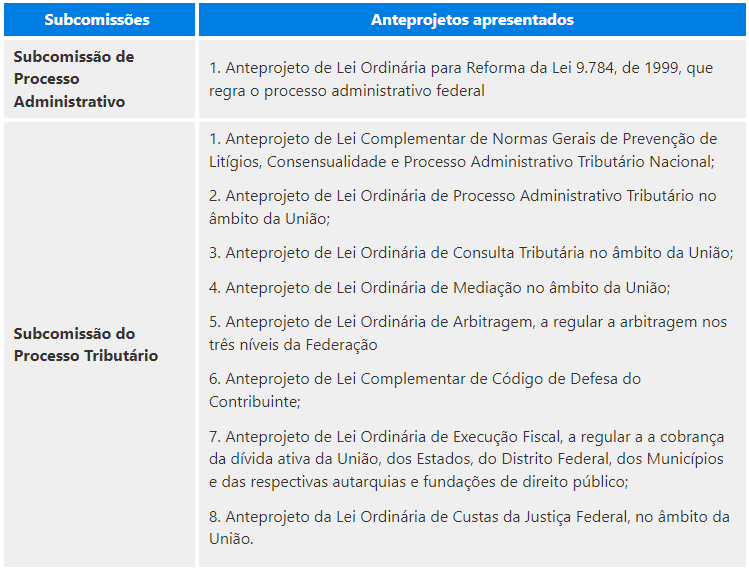 Subcomissões
Anteprojetos apresentados
Subcomissão de
Processo
Administrativo
1. Anteprojeto de Lei Ordinária para Reforma da Lei 9.784, de 1999, que
regra o processo administrativo federal
Subcomissão do
Processo Tributário
1. Anteprojeto de Lei Complementar de Normas Gerais de Prevenção de
Litígios, Consensualidade e Processo Administrativo Tributário Nacional;
2. Anteprojeto de Lei Ordinária de Processo Administrativo Tributário no
âmbito da União;
3. Anteprojeto de Lei Ordinária de Consulta Tributária no âmbito da União;
4. Anteprojeto de Lei Ordinária de Mediação no âmbito da União;
5. Anteprojeto de Lei Ordinária de Arbitragem, a regular a arbitragem nos
três níveis da Federação
6. Anteprojeto de Lei Complementar de Código de Defesa do
Contribuinte;
7. Anteprojeto de Lei Ordinária de Execução Fiscal, a regular a a cobrança
da dívida ativa da União, dos Estados, do Distrito Federal, dos Municípios
e das respectivas autarquias e fundações de direito público;
8. Anteprojeto da Lei Ordinária de Custas da Justiça Federal, no âmbito da
União.